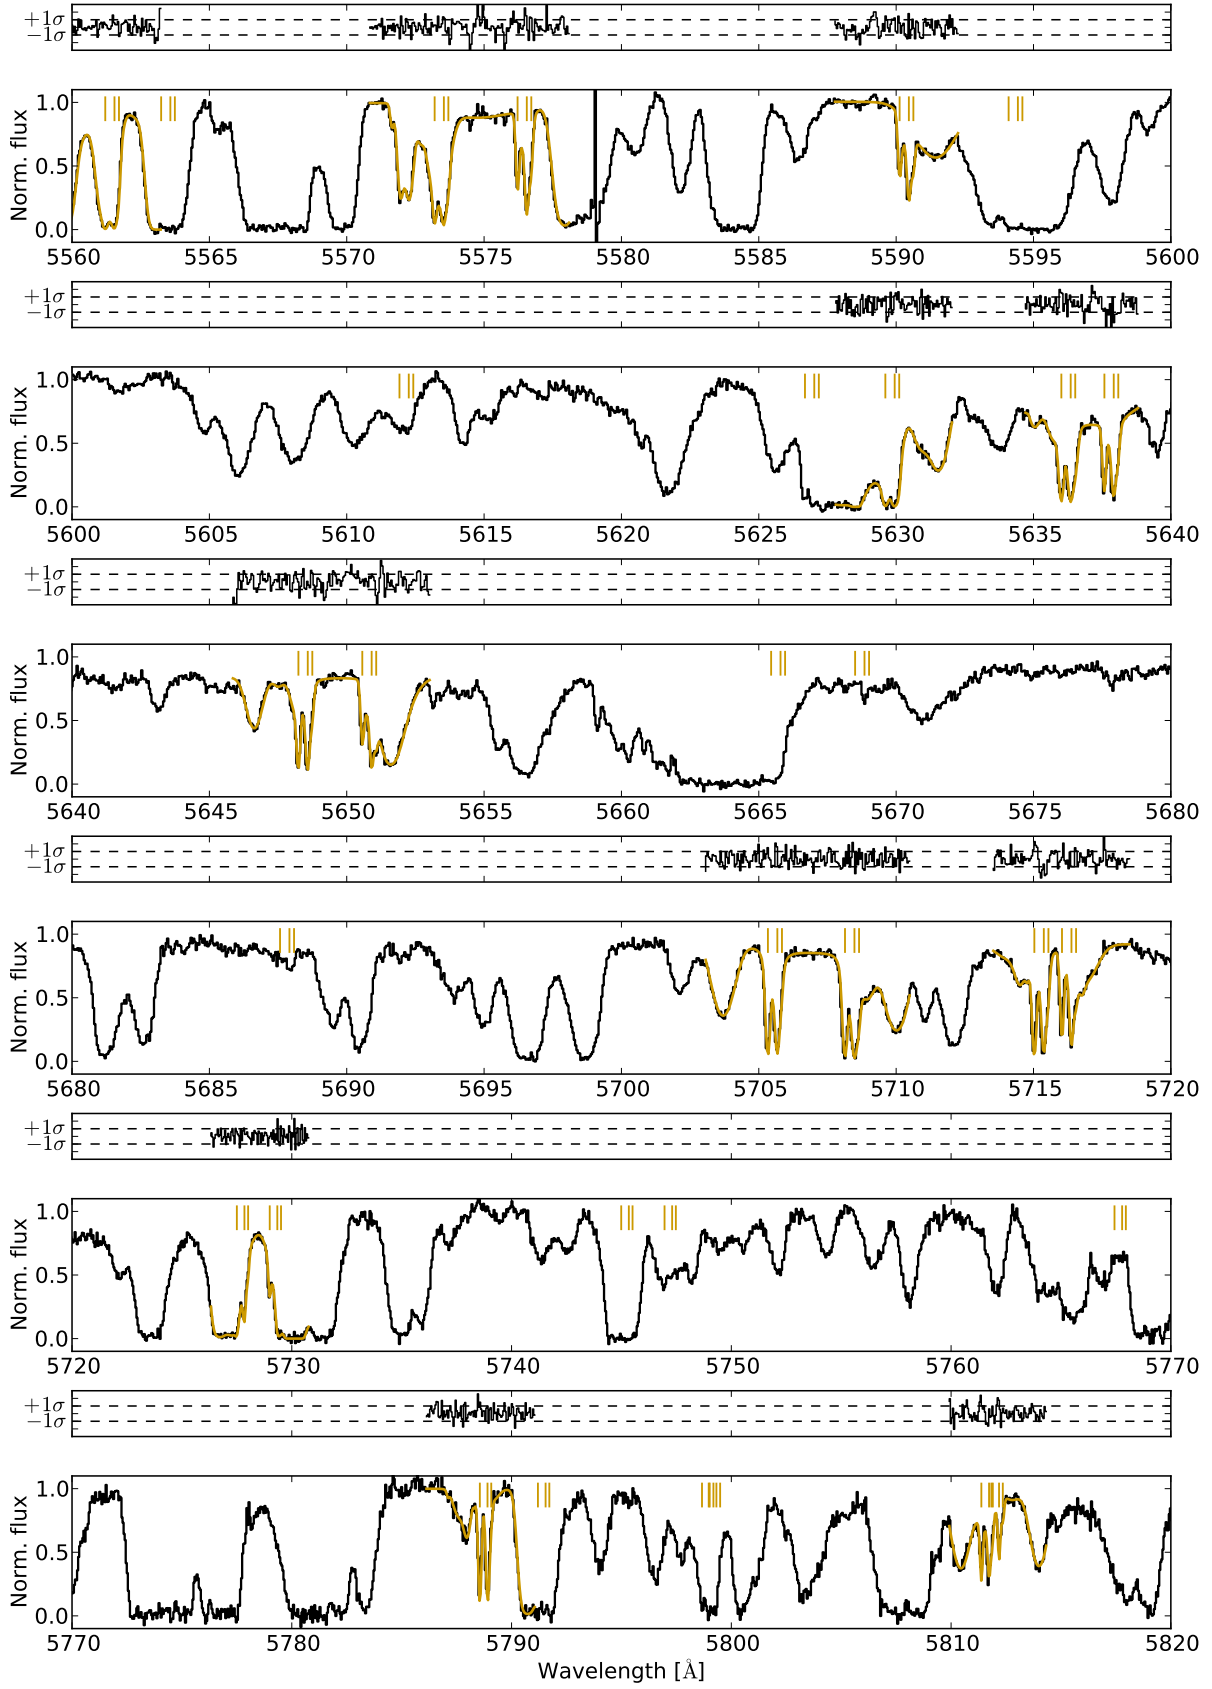 +1σ
−1σ
Norm. flux
1.0
0.5
0.0
5560 5565 5570 5575 5580 5585 5590 5595 5600
+1σ
−1σ
Norm. flux
1.0
0.5
0.0
5600 5605 5610 5615 5620 5625 5630 5635 5640
+1σ
−1σ
Norm. flux
1.0
0.5
0.0
5640 5645 5650 5655 5660 5665 5670 5675 5680
+1σ
−1σ
Norm. flux
1.0
0.5
0.0
5680 5685 5690 5695 5700 5705 5710 5715 5720
+1σ
−1σ
Norm. flux
1.0
0.5
0.0
5720 5730 5740 5750 5760 5770
+1σ
−1σ
Norm. flux
1.0
0.5
0.0
5770 5780 5790 5800 5810 5820
Wavelength [Å]